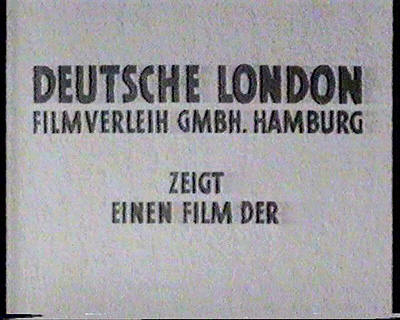 DEUTSCHE LONDON
FILMVERLEIH GMBH. HAMBURG
ZEIGT
EINEN FILM DER